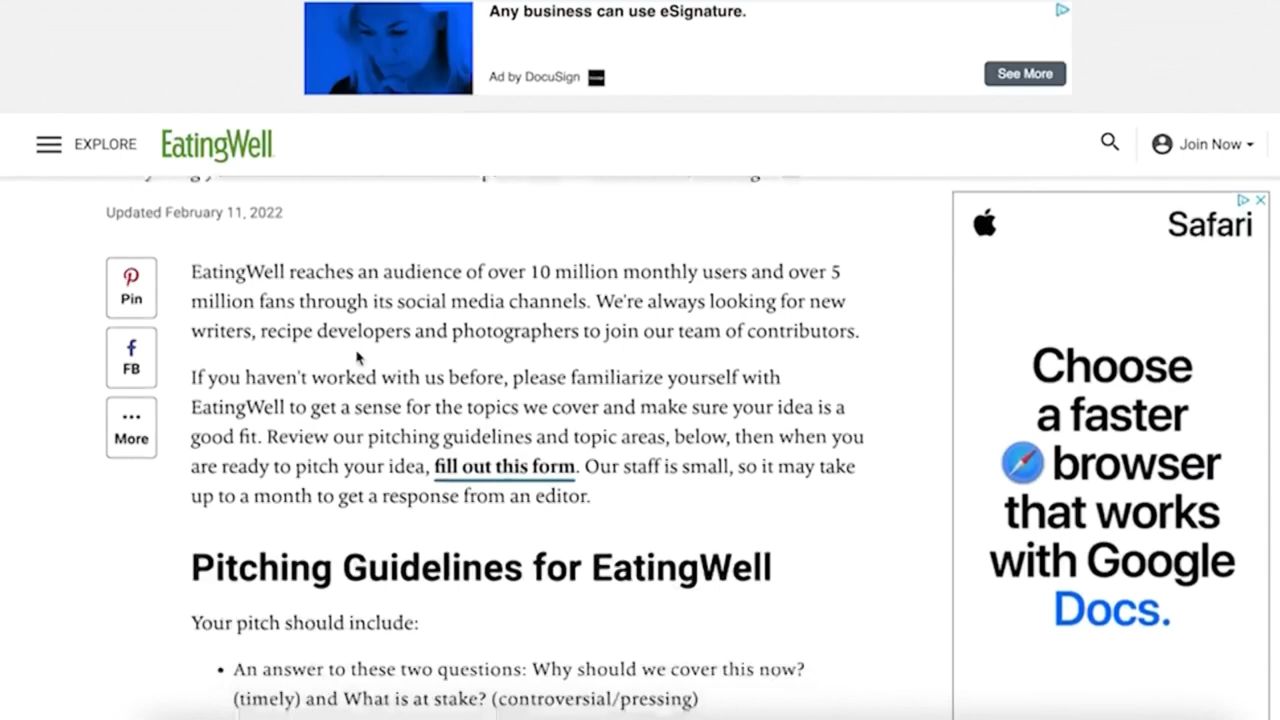 Any business can use eSignature.
Ad by DocuSign
See More
EXPLORE
EatingWell
Join Now
Updated February 11, 2022
Pin
FB
More
EatingWell reaches an audience of over 10 million monthly users and over 5
million fans through its social media channels. We're always looking for new
writers, recipe developers and photographers to join our team of contributors.
If you haven't worked with us before, please familiarize yourself with
EatingWell to get a sense for the topics we cover and make sure your idea is a
good fit. Review our pitching guidelines and topic areas, below, then when you
are ready to pitch your idea, fill out this form. Our staff is small, so it may take
up to a month to get a response from an editor.
Pitching Guidelines for EatingWell
Your pitch should include:
• An answer to these two questions: Why should we cover this now?
(timely) and What is at stake? (controversial/pressing)
Safari
Choose
a faster
browser
that works
with Google
Docs.